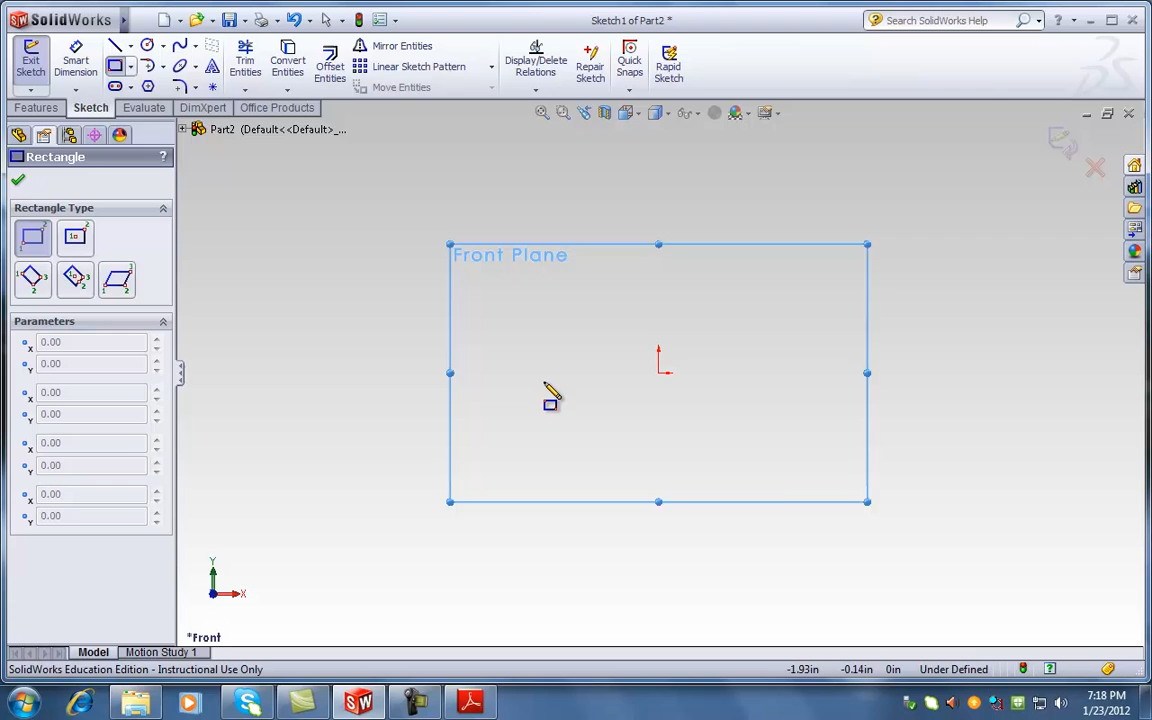 SolidWorks
Sketch1 of Part2 *
Search SolidWorks Help
Exit Sketch
Smart Dimension
Trim Entities
Convert Entities
Offset Entities
Mirror Entities
Linear Sketch Pattern
Move Entities
Display/Delete Relations
Repair Sketch
Quick Snaps
Rapid Sketch
Features
Sketch
Evaluate
DimXpert
Office Products
Part2 (Default<<Default>_...
Rectangle
?
Rectangle Type
Parameters
X 0.00
Y 0.00
X 0.00
Y 0.00
X 0.00
Y 0.00
X 0.00
Y 0.00
Front Plane
Y
X
*Front
Model
Motion Study 1
SolidWorks Education Edition - Instructional Use Only
-1.93in
-0.14in
0in
Under Defined
7:18 PM
1/23/2012